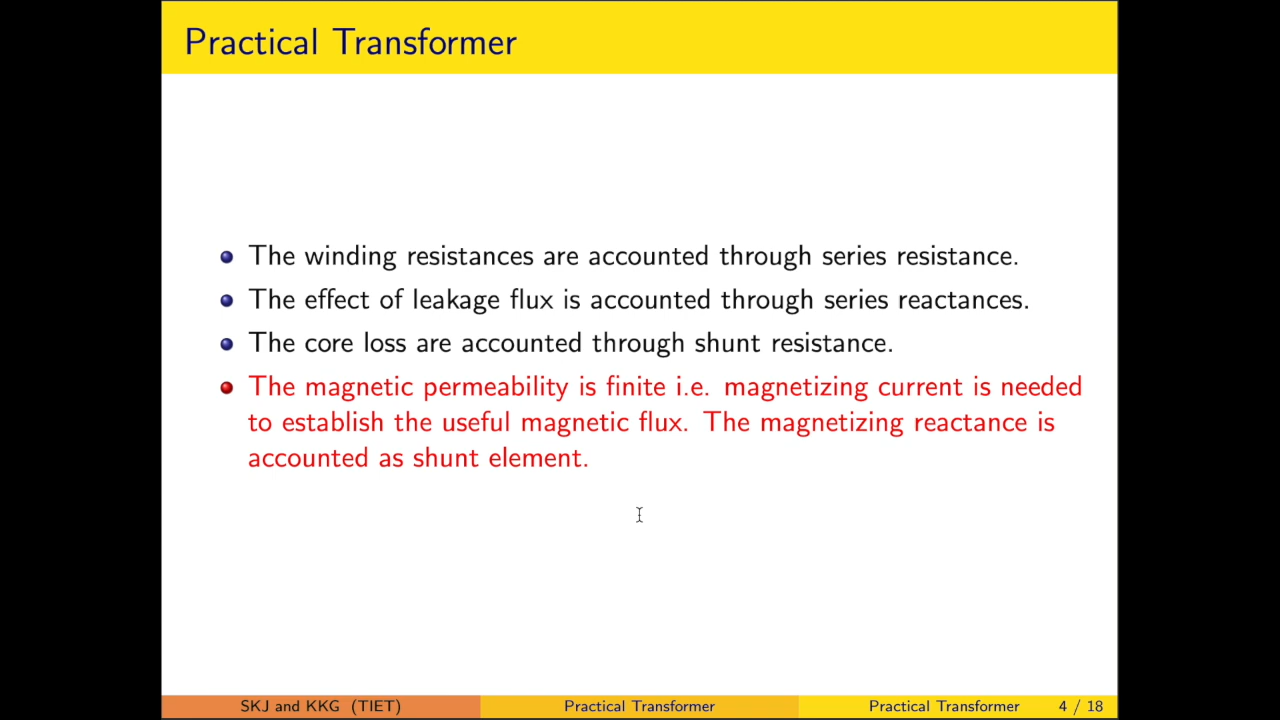 Practical Transformer
The winding resistances are accounted through series resistance.
The effect of leakage flux is accounted through series reactances.
The core loss are accounted through shunt resistance.
The magnetic permeability is finite i.e. magnetizing current is needed
to establish the useful magnetic flux. The magnetizing reactance is
accounted as shunt element.
SKJ and KKG (TIET) Practical Transformer Practical Transformer 4 / 18